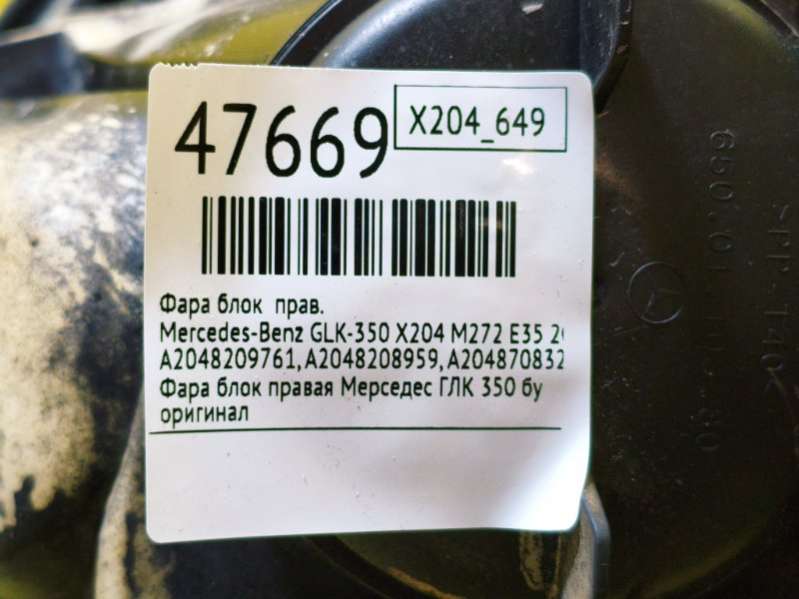 47669
X204_649
Фара блок прав.
Mercedes-Benz GLK-350 X204 M272 E35
A2048209761, A2048208959, A204870832
Фара блок правая Мерседес ГЛК 350 бу
оригинал